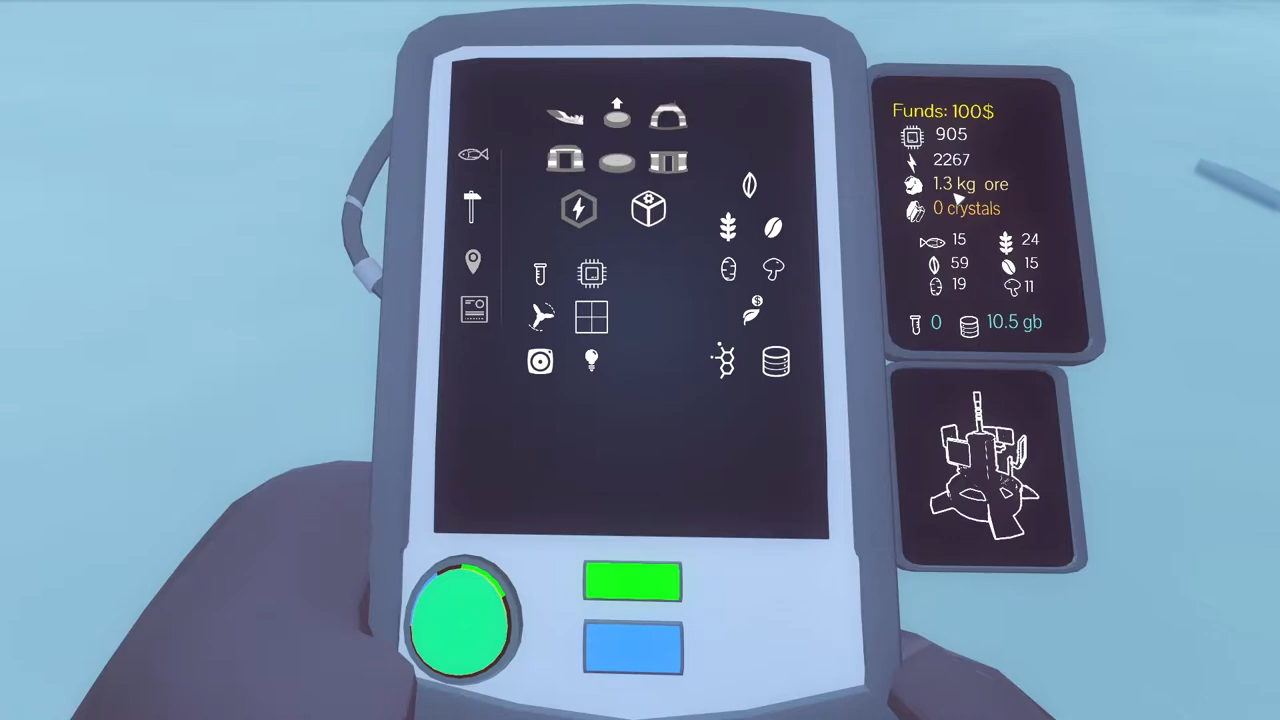 Funds: 100$
905
2267
1.3 kg ore
0 crystals
15 24
59 15
19 11
0 10.5 gb